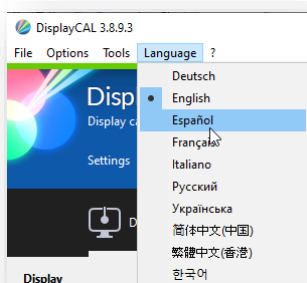 DisplayCAL 3.8.9.3
File Options Tools Language ?
Deutsch
English
Español
Français
Italiano
Русский
Українська
简体中文(中国)
繁體中文(香港)
한국어
Disp
Display ca
Settings
D
Display